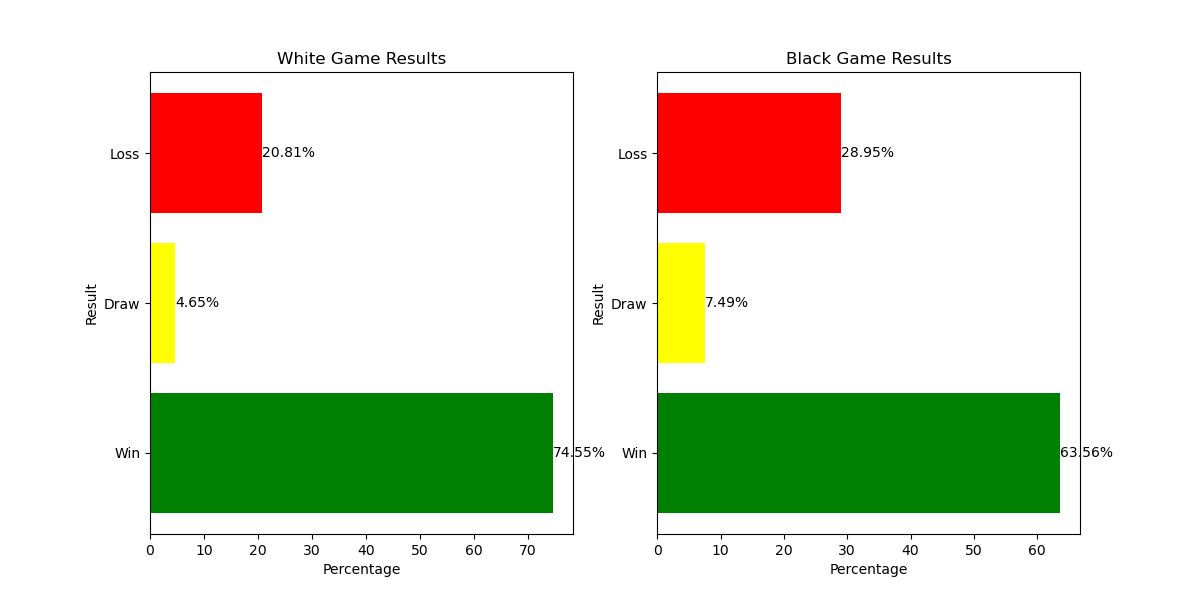 White Game Results
Loss
20.81%
Draw
4.65%
Win
74.55%
Result
0 10 20 30 40 50 60 70
Percentage
Black Game Results
Loss
28.95%
Draw
7.49%
Win
63.56%
Result
0 10 20 30 40 50 60
Percentage